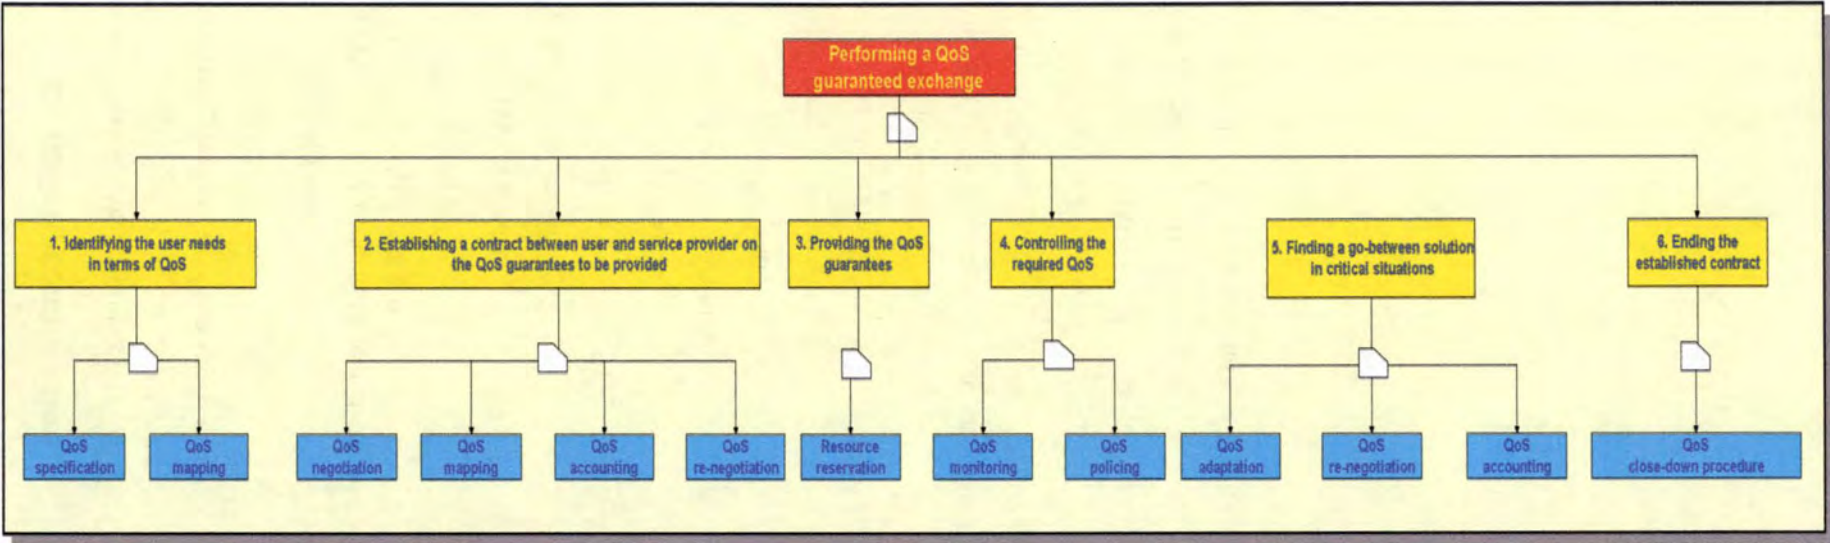 Performing a QoS
guaranteed exchange
1. Identifying the user needs
in terms of QoS
2. Establishing a contract between user and service provider on
the QoS guarantees to be provided
3. Providing the QoS
guarantees
4. Controlling the
required QoS
5. Finding a go-between solution
in critical situations
6. Ending the
established contract
QoS
specification
QoS
mapping
QoS
negotiation
QoS
mapping
QoS
accounting
QoS
re-negotiation
Resource
reservation
QoS
monitoring
QoS
policing
QoS
adaptation
QoS
re-negotiation
QoS
accounting
QoS
close-down procedure